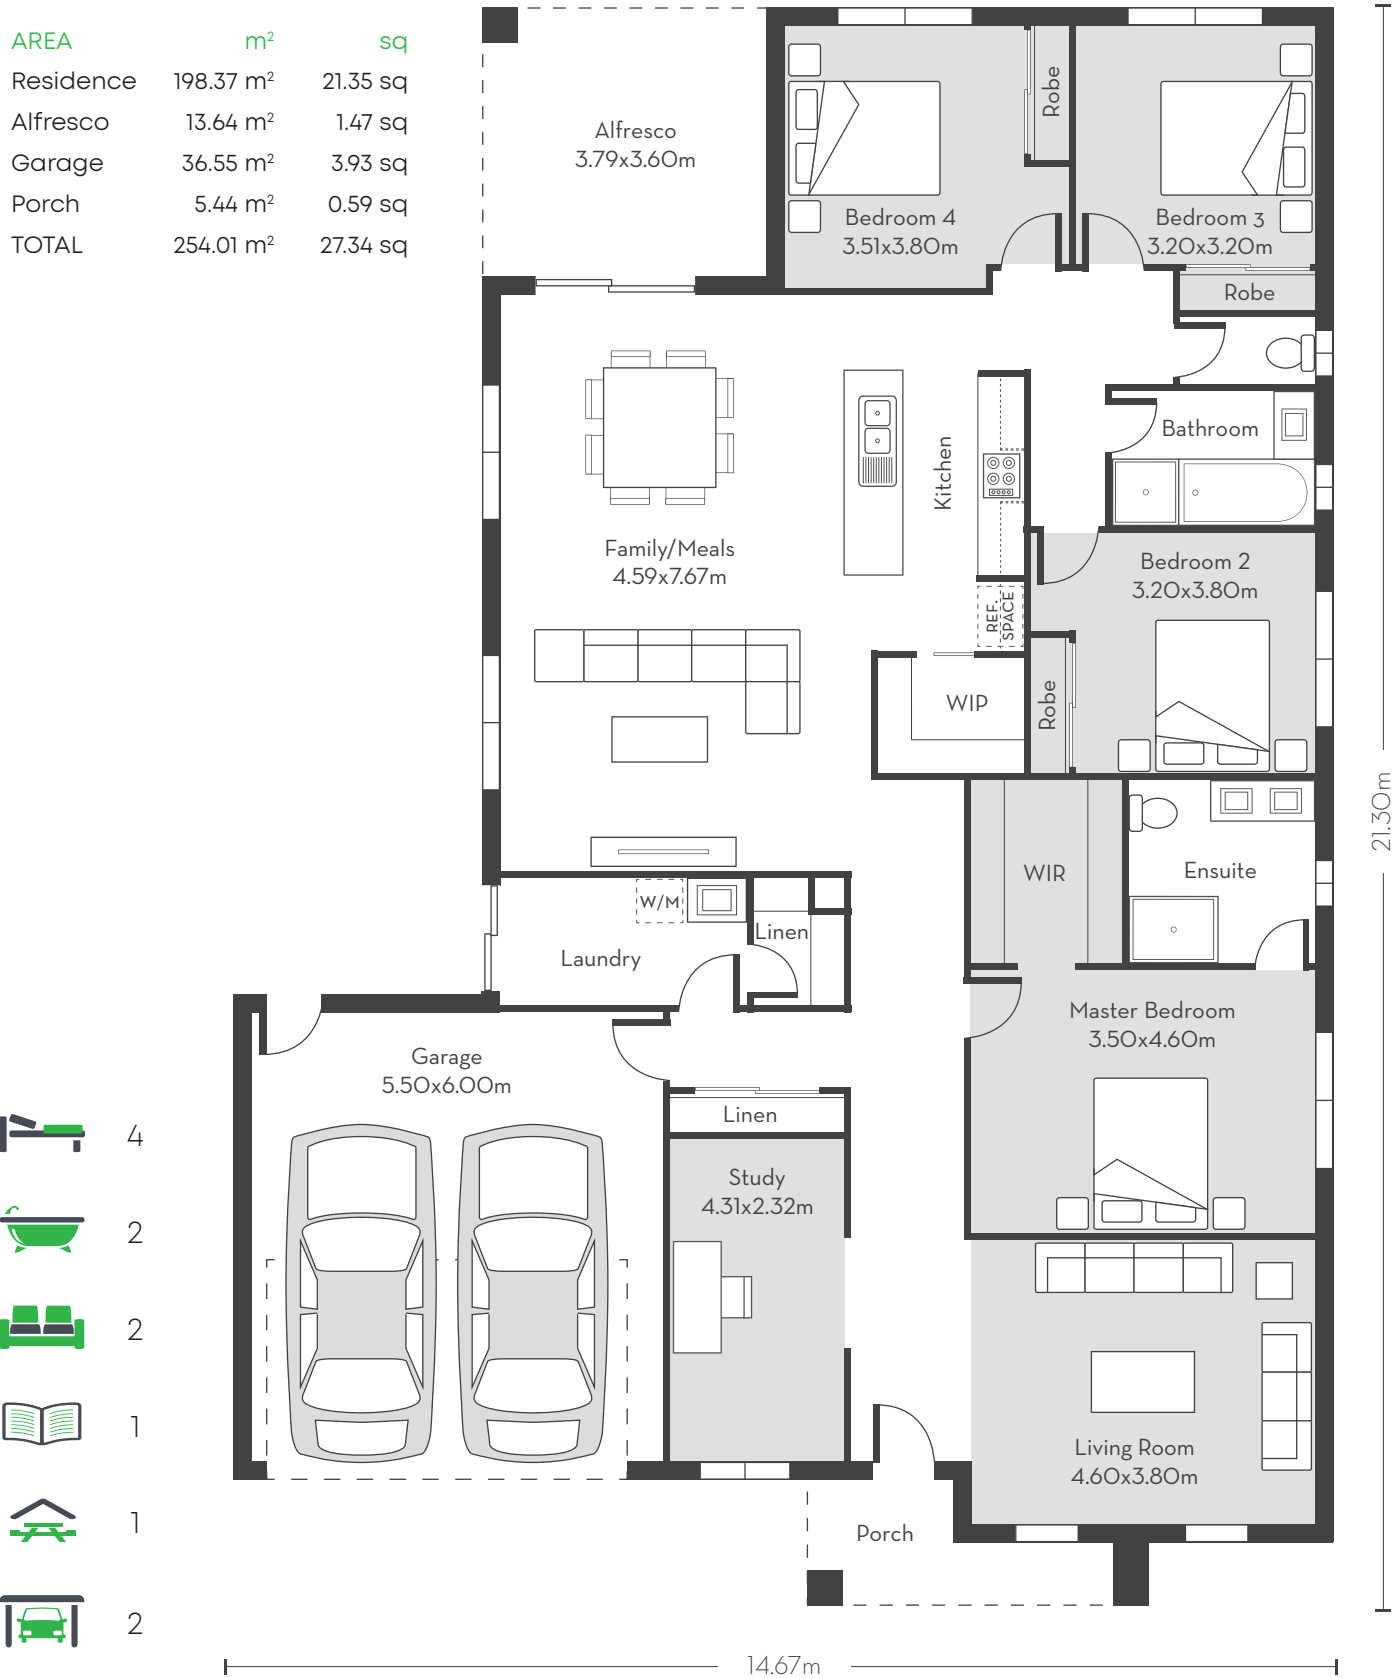 AREA m² sq
Residence 198.37 m² 21.35 sq
Alfresco 13.64 m² 1.47 sq
Garage 36.55 m² 3.93 sq
Porch 5.44 m² 0.59 sq
TOTAL 254.01 m² 27.34 sq
Alfresco
3.79x3.60m
Bedroom 4
3.51x3.80m
Robe
Bedroom 3
3.20x3.20m
Robe
Bathroom
Kitchen
Family/Meals
4.59x7.67m
Bedroom 2
3.20x3.80m
REF.
SPACE
WIP
Robe
21.30m
WIR
Ensuite
W/M
Linen
Laundry
Master Bedroom
3.50x4.60m
Garage
5.50x6.00m
Linen
Study
4.31x2.32m
Living Room
4.60x3.80m
Porch
4
2
2
1
1
2
14.67m